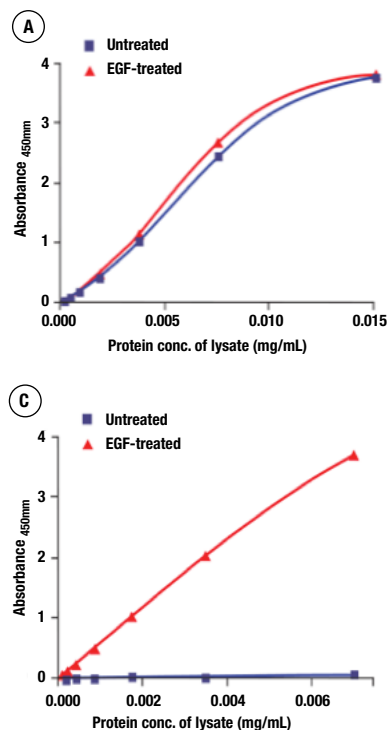 A
Untreated
EGF-treated
Absorbance 450mm
4
3
2
1
0
0.000 0.005 0.010 0.015
Protein conc. of lysate (mg/mL)
C
Untreated
EGF-treated
Absorbance 450mm
4
3
2
1
0
0.000 0.002 0.004 0.006
Protein conc. of lysate (mg/mL)